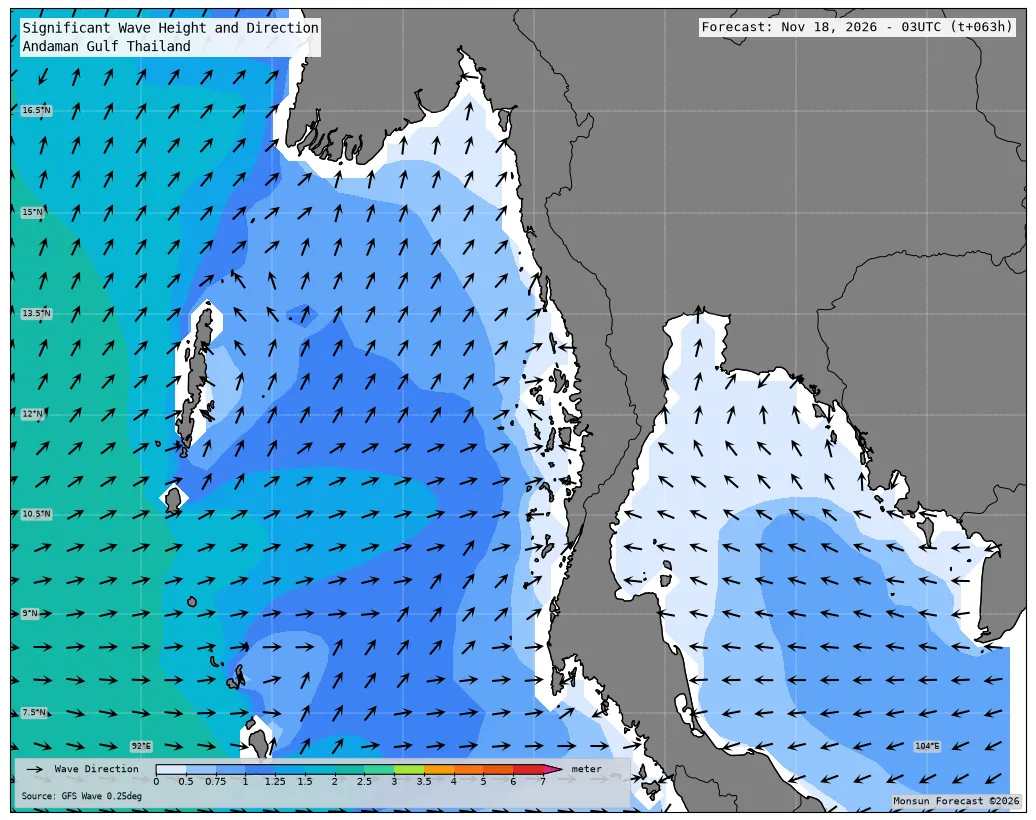 Significant Wave Height and Direction
Andaman Gulf Thailand
Forecast: Nov 18, 2026 - 03UTC (t+063h)
16.5°N
15°N
13.5°N
12°N
10.5°N
9°N
7.5°N
92°E
104°E
Wave Direction
0 0.5 0.75 1 1.25 1.5 2 2.5 3 3.5 4 5 6 7
meter
Source: GFS Wave 0.25deg
Monsun Forecast ©2026